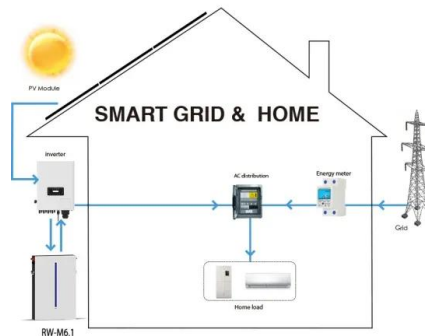 PV Module
SMART GRID & HOME
Inverter
AC distribution
Energy meter
Grid
Home load
RW-M6.1